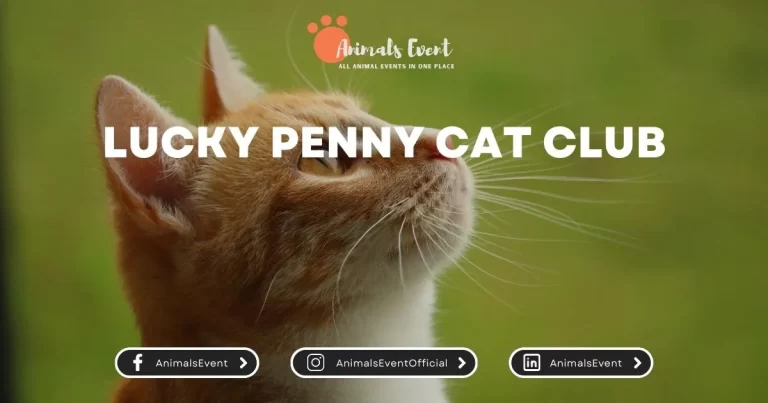 Animals Event
ALL ANIMAL EVENTS IN ONE PLACE
LUCKY PENNY CAT CLUB
AnimalsEvent
AnimalsEventOfficial
AnimalsEvent